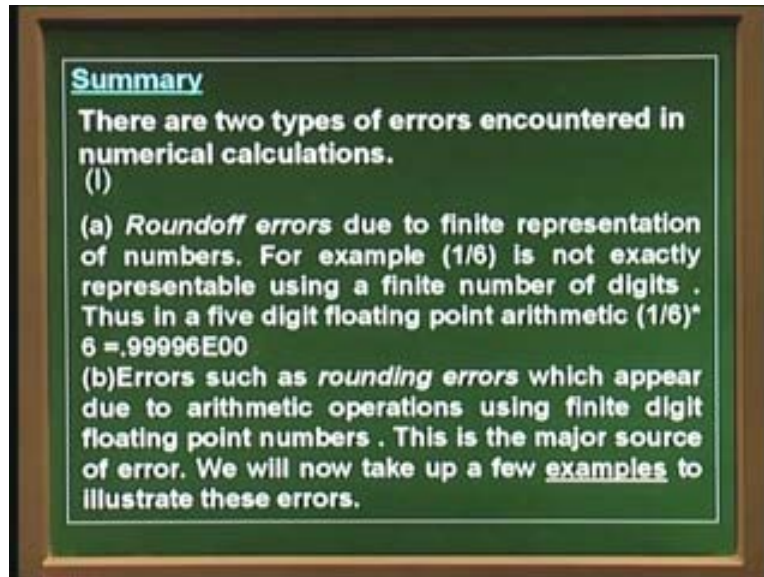 Summary
There are two types of errors encountered in
numerical calculations.
(I)
(a) Roundoff errors due to finite representation
of numbers. For example (1/6) is not exactly
representable using a finite number of digits .
Thus in a five digit floating point arithmetic (1/6)*
6 =.99996E00
(b)Errors such as rounding errors which appear
due to arithmetic operations using finite digit
floating point numbers . This is the major source
of error. We will now take up a few examples to
illustrate these errors.